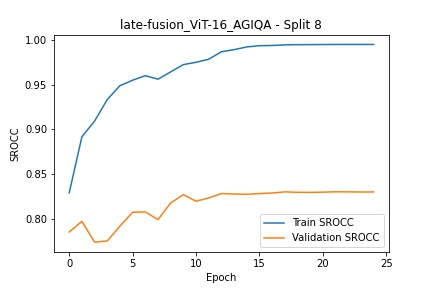 late-fusion_ViT-16_AGIQA - Split 8
1.00
0.95
0.90
0.85
0.80
SROCC
0 5 10 15 20 25
Epoch
Train SROCC
Validation SROCC